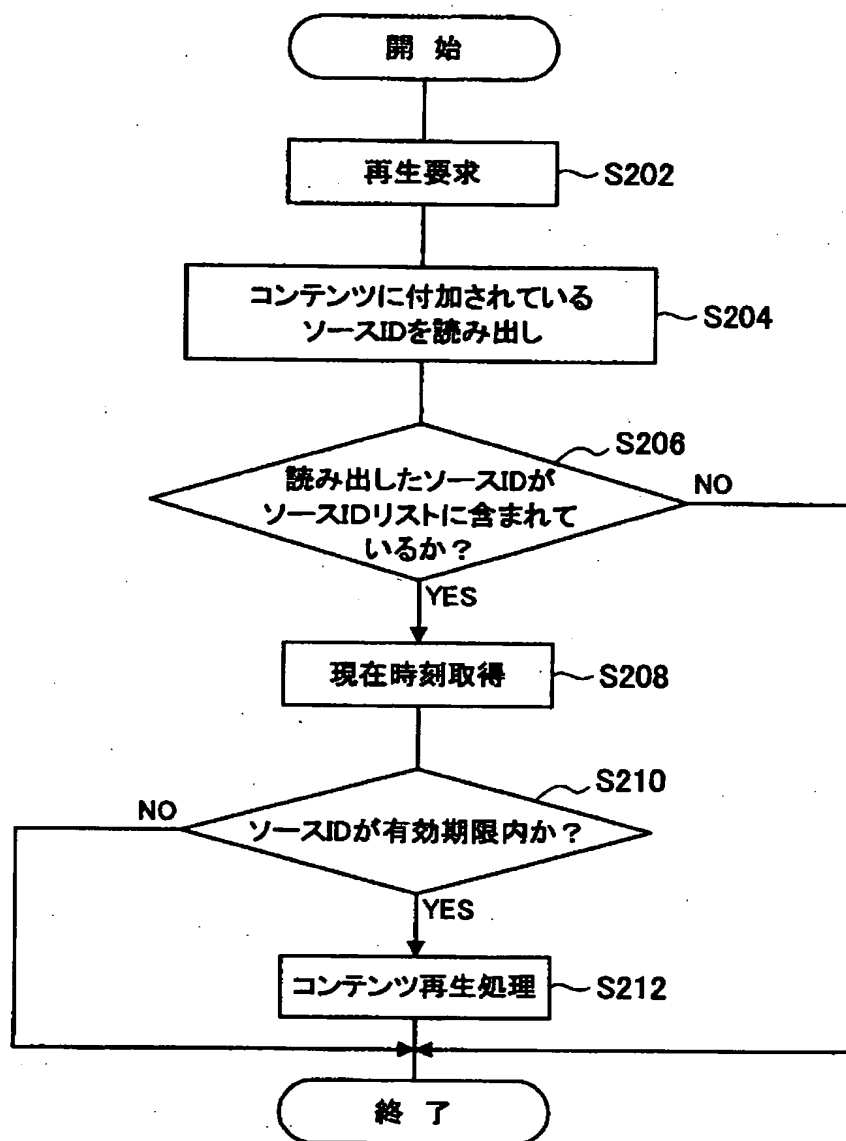 開 始
再生要求
S202
コンテンツに付加されている
ソースIDを読み出し
S204
S206
読み出したソースIDが
ソースIDリストに含まれて
いるか？
NO
YES
現在時刻取得
S208
S210
NO
ソースIDが有効期限内か？
YES
コンテンツ再生処理
S212
終 了